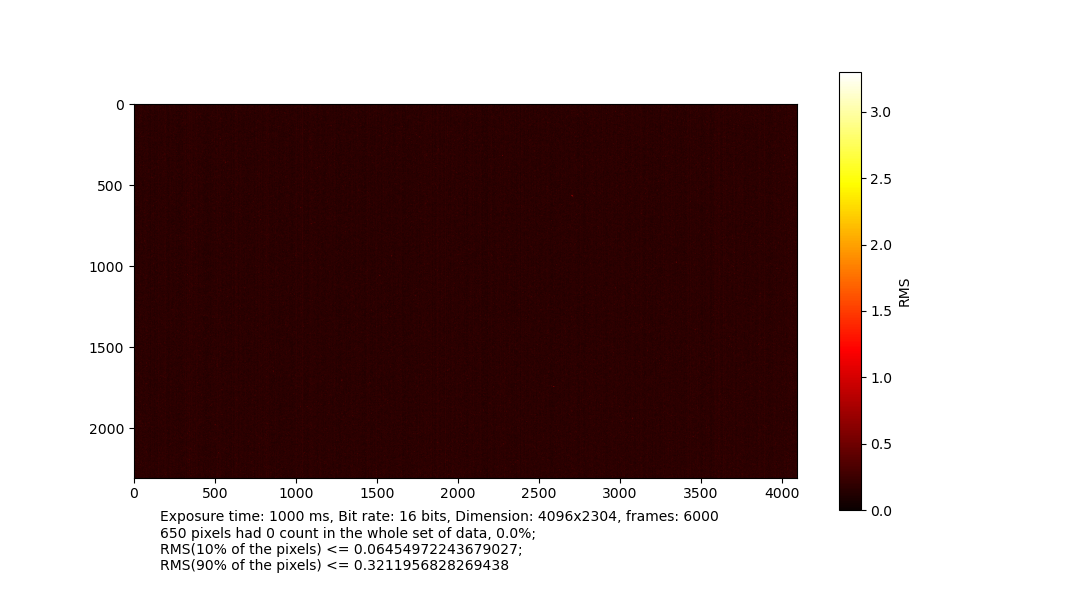 0
500
1000
1500
2000
0 500 1000 1500 2000 2500 3000 3500 4000
3.0
2.5
2.0
1.5
1.0
0.5
0.0
RMS
Exposure time: 1000 ms, Bit rate: 16 bits, Dimension: 4096x2304, frames: 6000
650 pixels had 0 count in the whole set of data, 0.0%;
RMS(10% of the pixels) <= 0.06454972243679027;
RMS(90% of the pixels) <= 0.3211956828269438